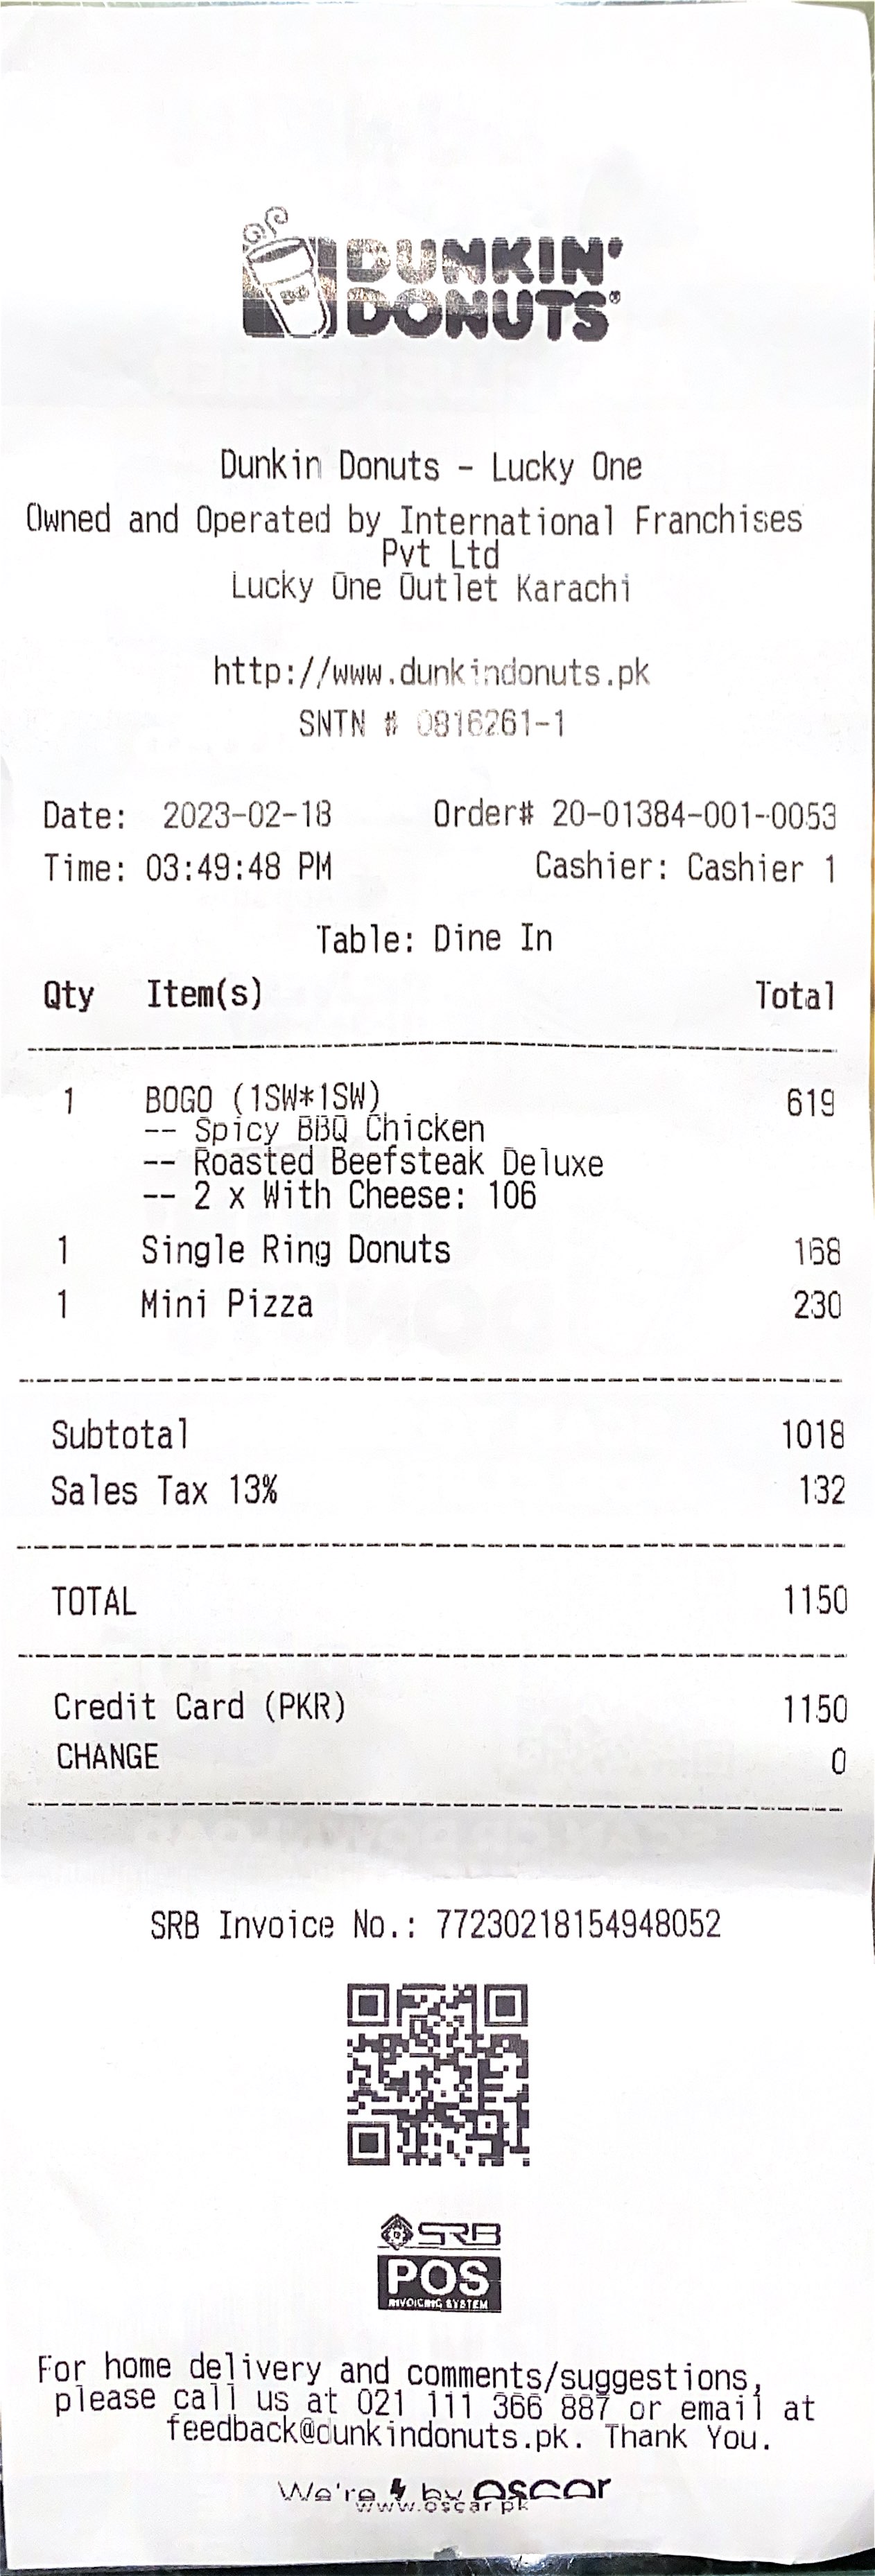 DUNKIN'
DONUTS®
Dunkin Donuts - Lucky One
Owned and Operated by International Franchises
Pvt Ltd
Lucky One Outlet Karachi
http://www.dunkindonuts.pk
SNTN # 0816261-1
Date: 2023-02-18 Order# 20-01384-001-0053
Time: 03:49:48 PM Cashier: Cashier 1
Table: Dine In
Qty Item(s) Total
1 BOGO (1SW*1SW) 619
-- Spicy BBQ Chicken
-- Roasted Beefsteak Deluxe
-- 2 x With Cheese: 106
1 Single Ring Donuts 168
1 Mini Pizza 230
Subtotal 1018
Sales Tax 13% 132
TOTAL 1150
Credit Card (PKR) 1150
CHANGE 0
SRB Invoice No.: 77230218154948052
SRB
POS
INVOICING SYSTEM
For home delivery and comments/suggestions,
please call us at 021 111 366 887 or email at
feedback@dunkindonuts.pk. Thank You.
We're by oscar
www.oscar.pk